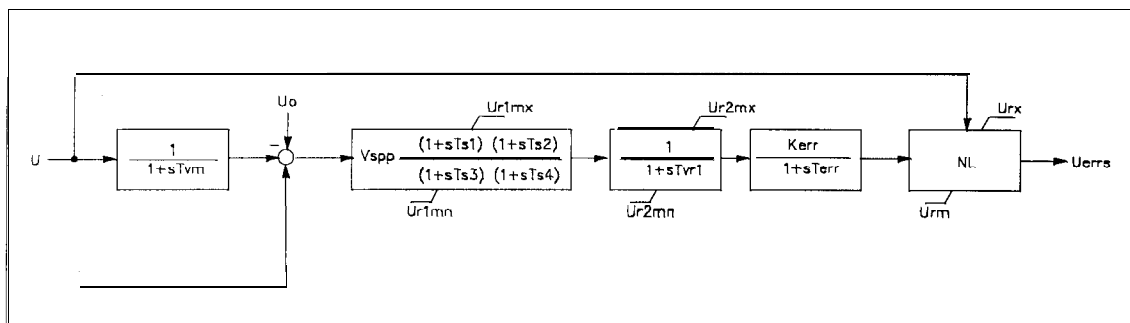 Uo
Ur1mx
Ur2mx
Urx
U
1
1+sTvm
−
Vspp
(1+sTs1) (1+sTs2)
(1+sTs3) (1+sTs4)
1
1+sTvr1
Kerr
1+sTerr
NL
Uerrs
Ur1mn
Ur2mn
Urm